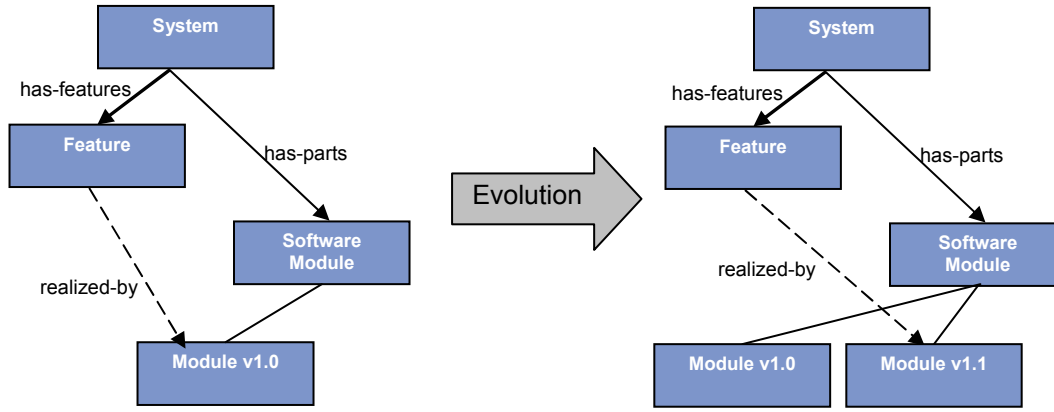 System
has-features
Feature
has-parts
Software
Module
realized-by
Module v1.0
Evolution
System
has-features
Feature
has-parts
Software
Module
realized-by
Module v1.0
Module v1.1